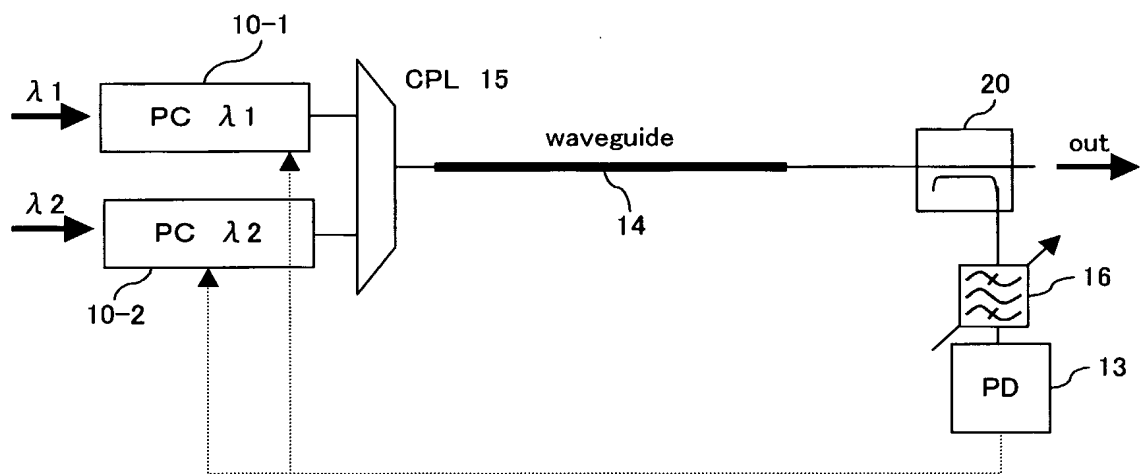 10-1
CPL 15
λ1
PC λ1
waveguide
20
out
λ2
PC λ2
14
16
10-2
PD
13